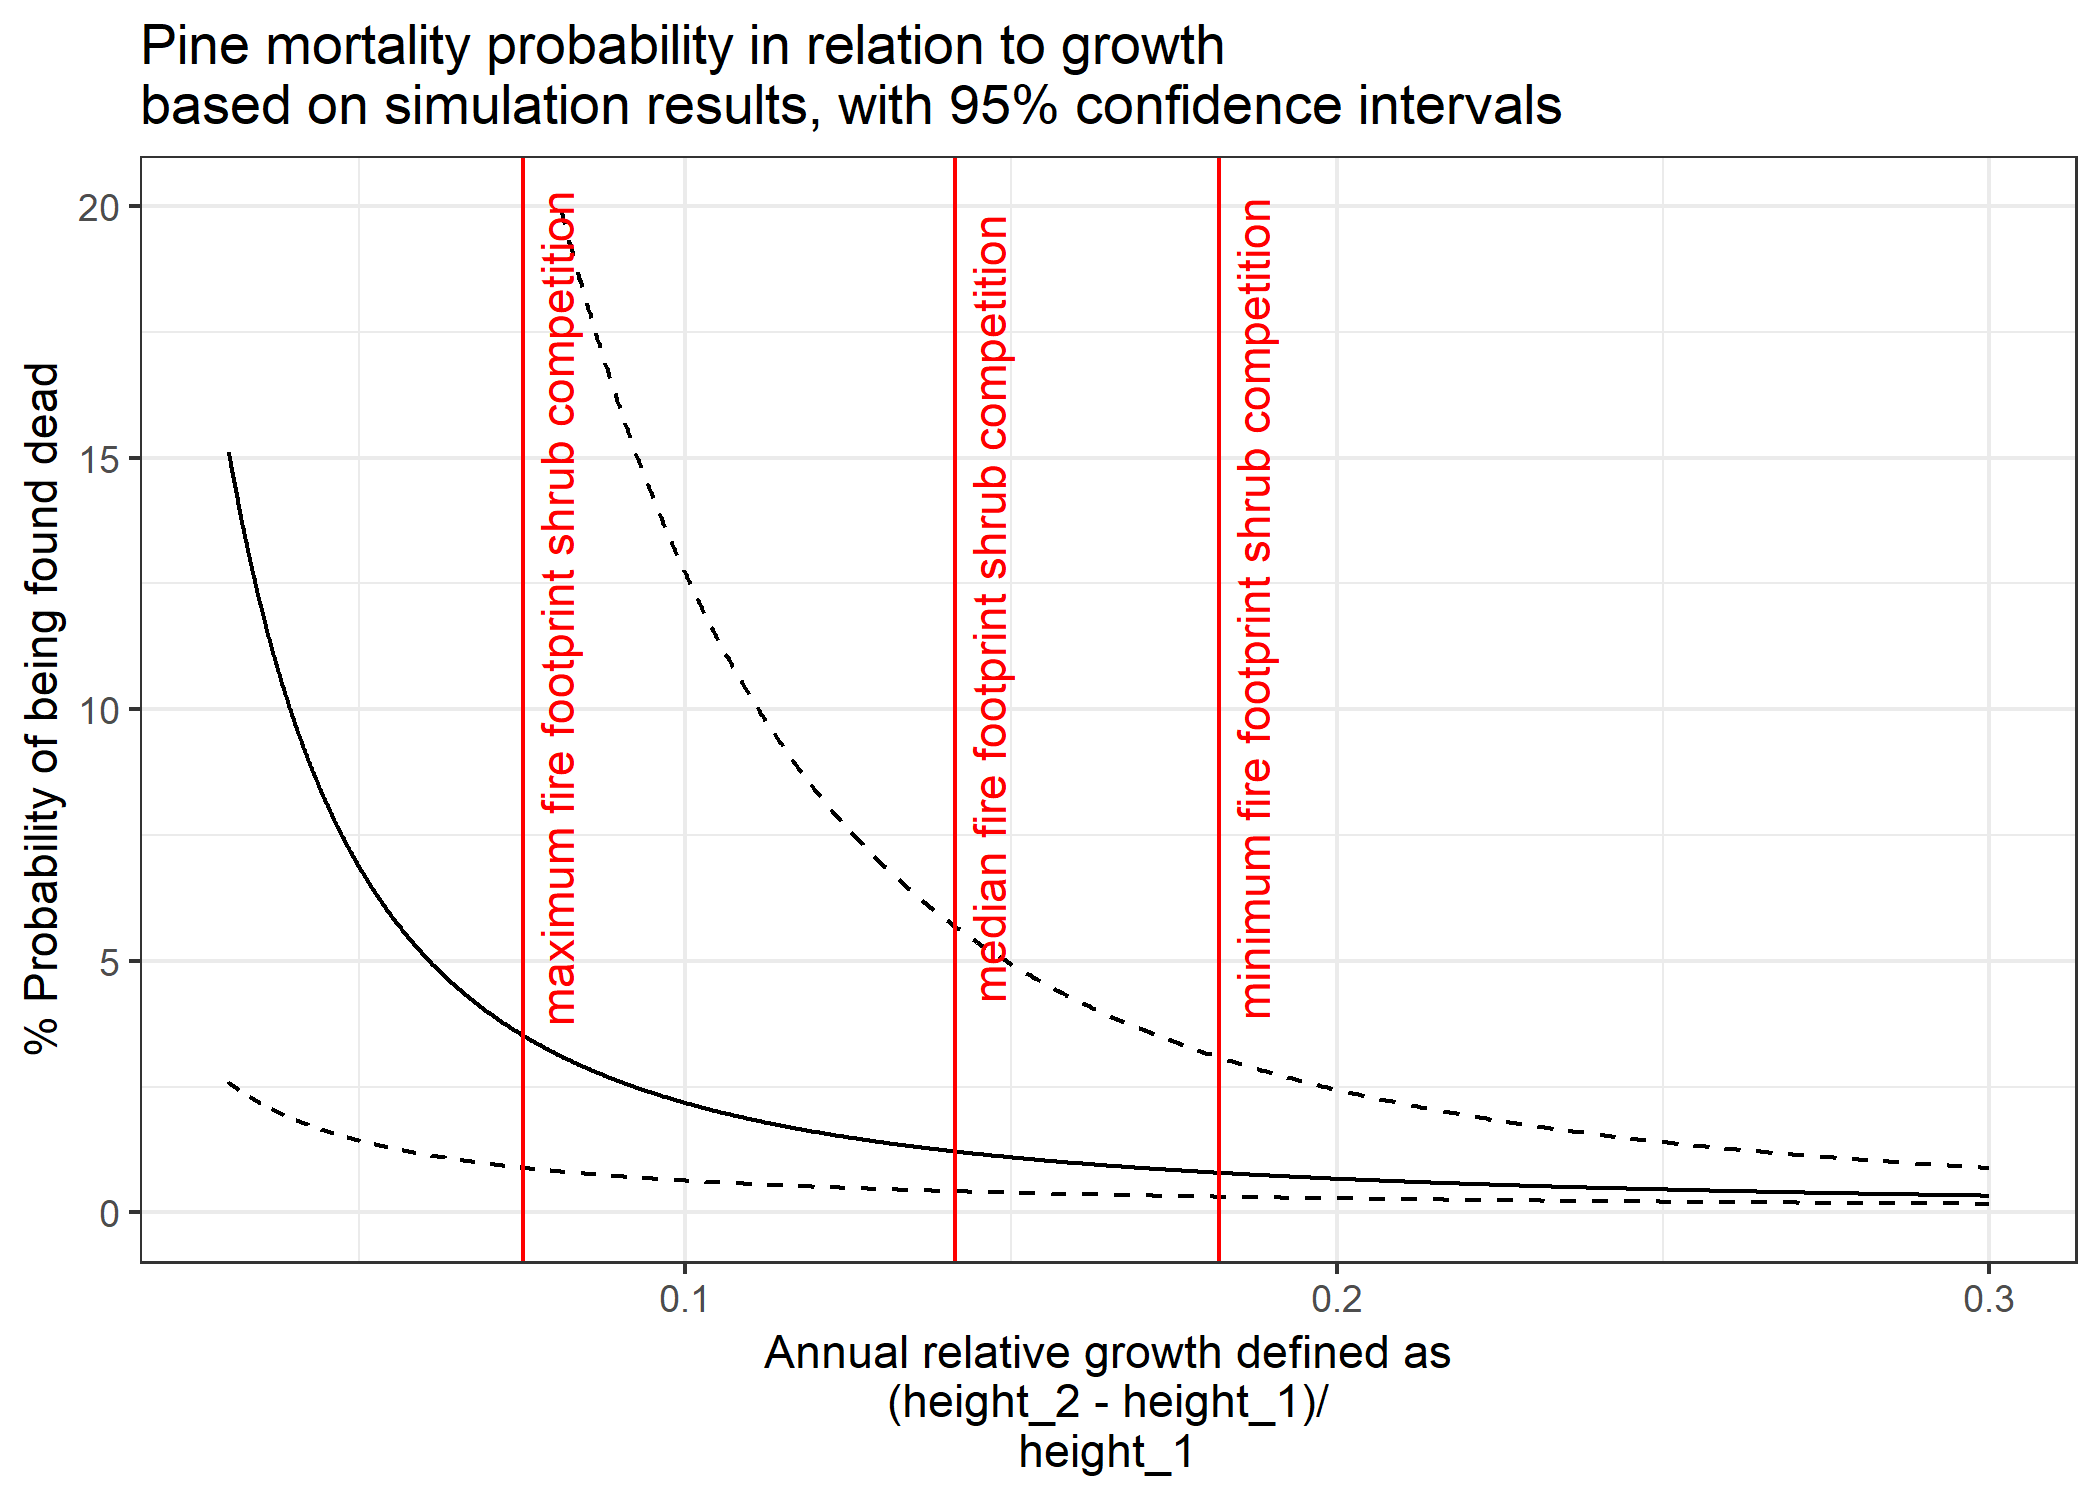 Pine mortality probability in relation to growth
based on simulation results, with 95% confidence intervals
% Probability of being found dead
20
15
10
5
0
maximum fire footprint shrub competition
median fire footprint shrub competition
minimum fire footprint shrub competition
0.1
0.2
0.3
Annual relative growth defined as
(height_2 - height_1)/
height_1